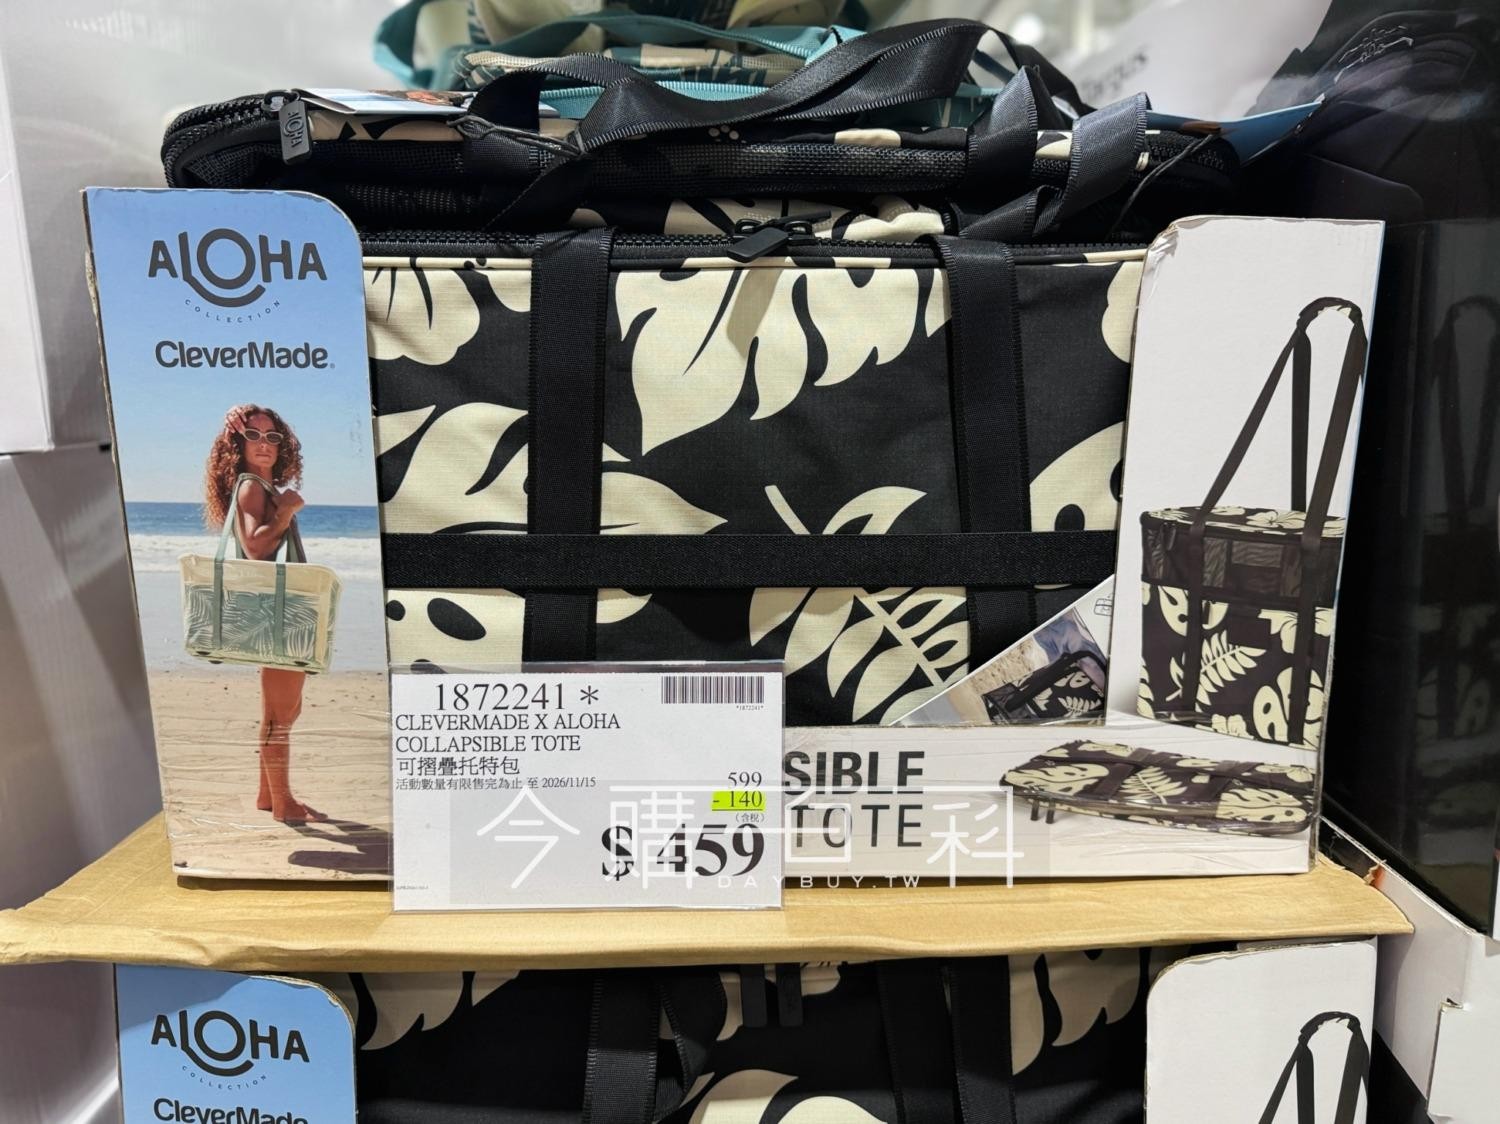 ALOHA
COLLECTION
CleverMade
ALOHA
1872241 *
*1872241*
CLEVERMADE X ALOHA
COLLAPSIBLE TOTE
可摺疊托特包
活動數量有限售完為止 至 2026/11/15
599
- 140
(含稅)
$ 459
SIBLE
TOTE
今購百科
DAYBUY.TW
ALOHA
COLLECTION
CleverMade